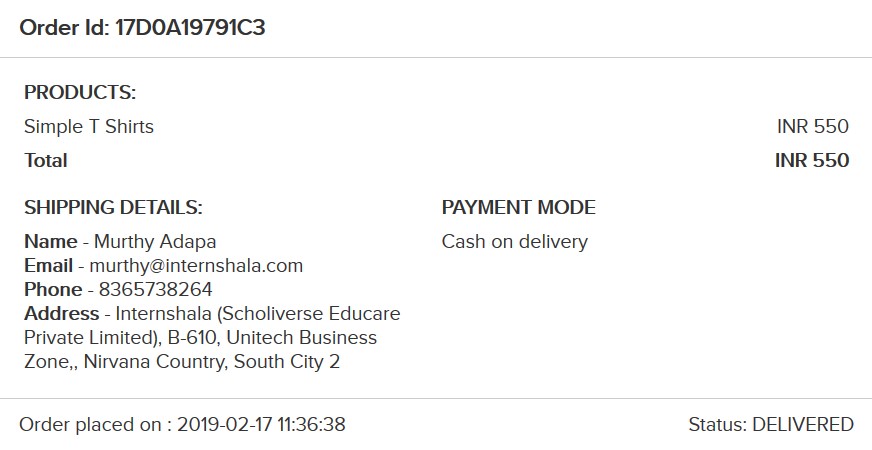 Order Id: 17D0A19791C3
PRODUCTS:
Simple T Shirts INR 550
Total INR 550
SHIPPING DETAILS:
Name - Murthy Adapa
Email - murthy@internshala.com
Phone - 8365738264
Address - Internshala (Scholiverse Educare
Private Limited), B-610, Unitech Business
Zone,, Nirvana Country, South City 2
PAYMENT MODE
Cash on delivery
Order placed on : 2019-02-17 11:36:38 Status: DELIVERED